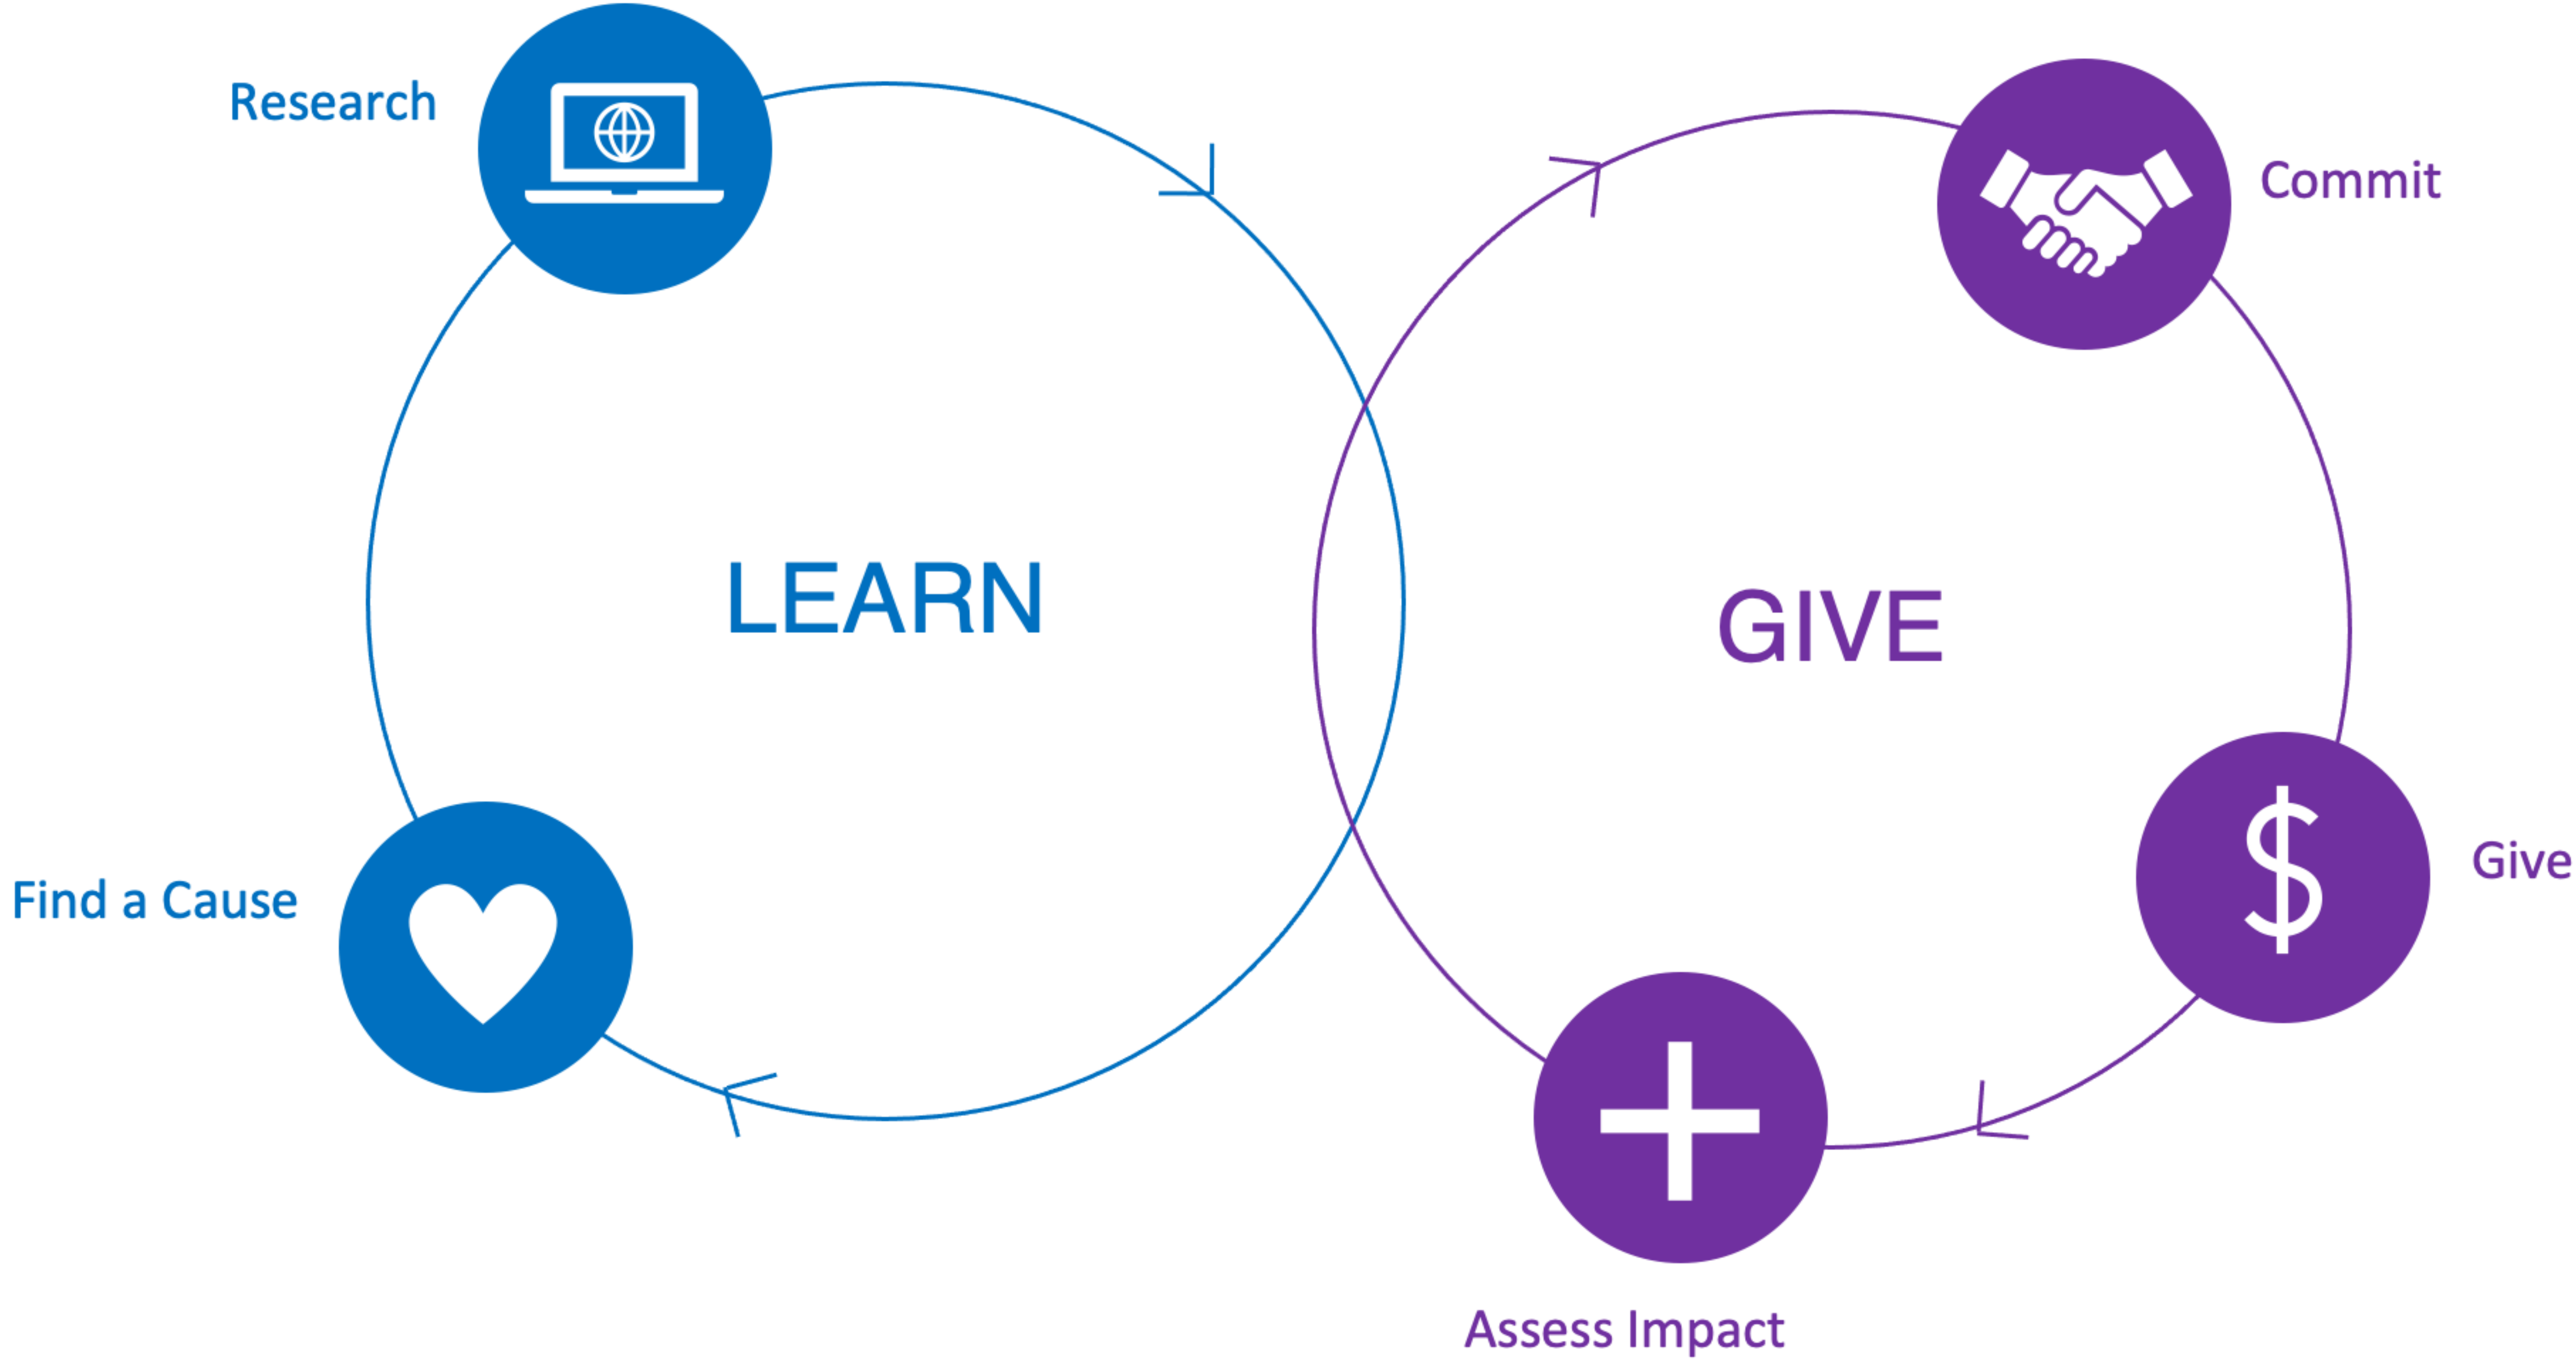 Research
Commit
LEARN
GIVE
Give
Find a Cause
Assess Impact